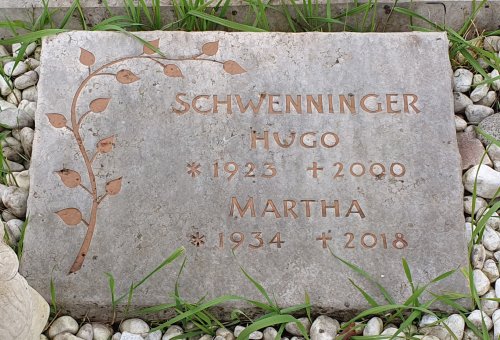 SCHWENNINGER
HUGO
* 1923 ✝ 2000
MARTHA
* 1934 ✝ 2018